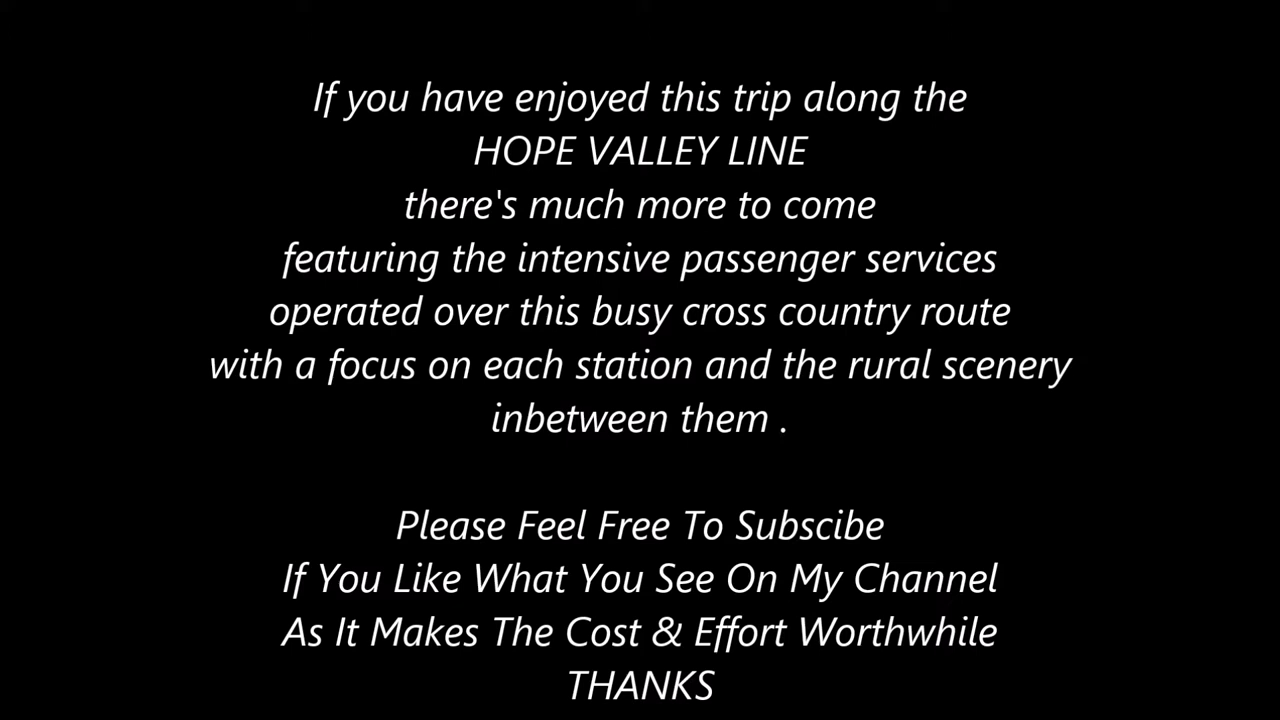 If you have enjoyed this trip along the
HOPE VALLEY LINE
there's much more to come
featuring the intensive passenger services
operated over this busy cross country route
with a focus on each station and the rural scenery
inbetween them .
Please Feel Free To Subscibe
If You Like What You See On My Channel
As It Makes The Cost & Effort Worthwhile
THANKS